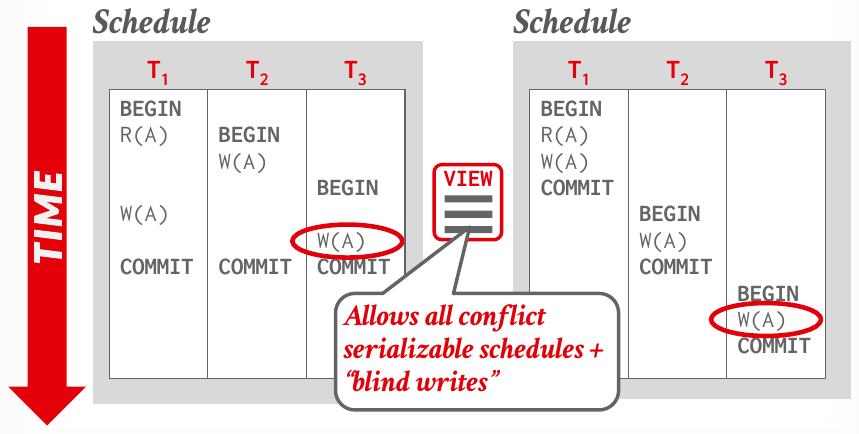 Schedule
Schedule
TIME
T1 T2 T3
BEGIN
R(A) BEGIN
W(A)
BEGIN
W(A)
W(A)
COMMIT COMMIT COMMIT
VIEW
Allows all conflict
serializable schedules +
“blind writes”
T1 T2 T3
BEGIN
R(A)
W(A)
COMMIT
BEGIN
W(A)
COMMIT
BEGIN
W(A)
COMMIT